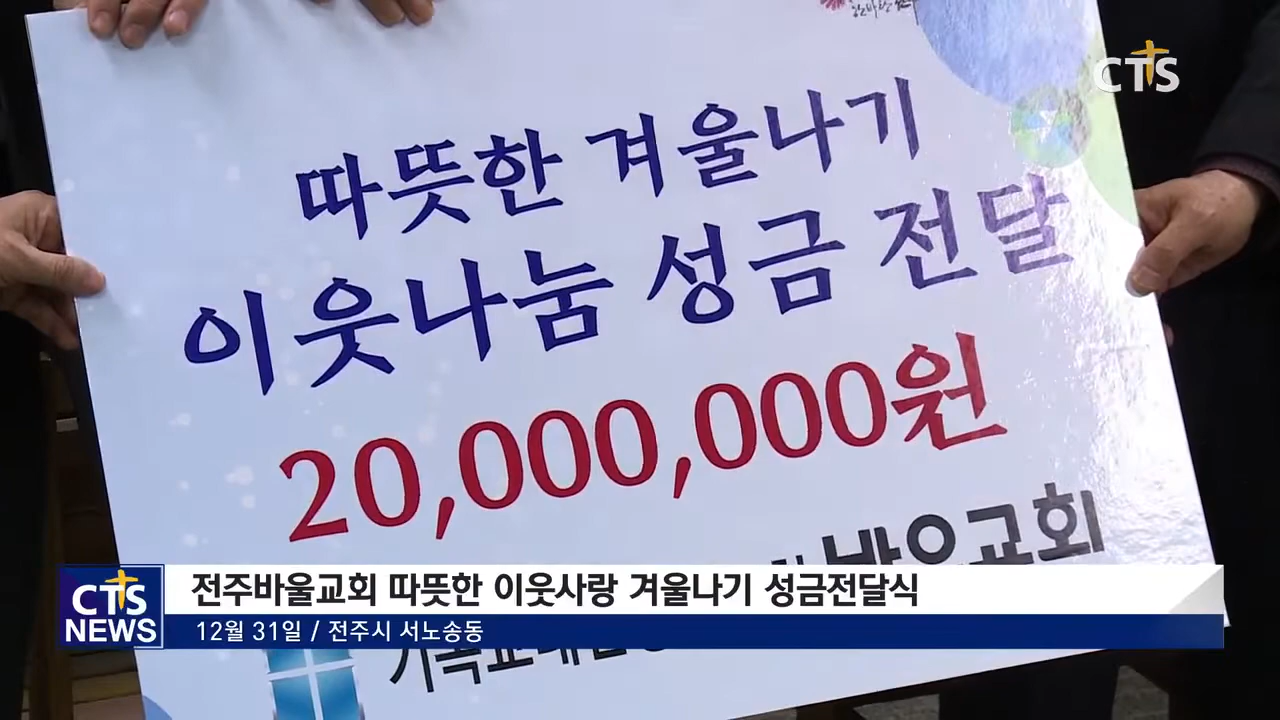 CTS
따뜻한 겨울나기
이웃나눔 성금 전달
20,000,000원
바울교회
CTS NEWS
전주바울교회 따뜻한 이웃사랑 겨울나기 성금전달식
12월 31일 / 전주시 서노송동